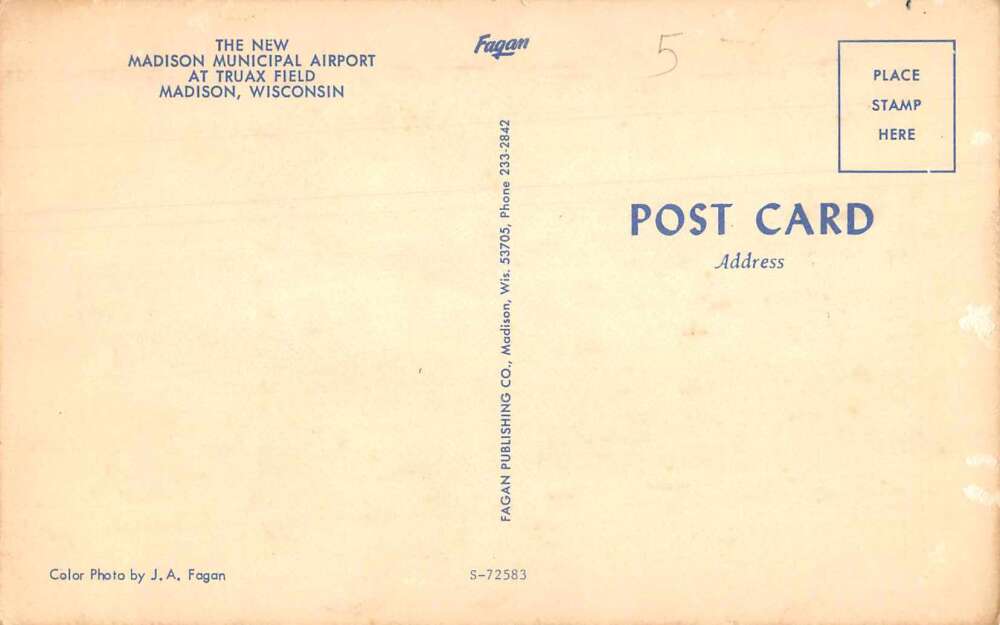 THE NEW
MADISON MUNICIPAL AIRPORT
AT TRUAX FIELD
MADISON, WISCONSIN
Fagan
5
PLACE
STAMP
HERE
POST CARD
Address
FAGAN PUBLISHING CO., Madison, Wis. 53705, Phone 233-2842
Color Photo by J. A. Fagan
S-72583